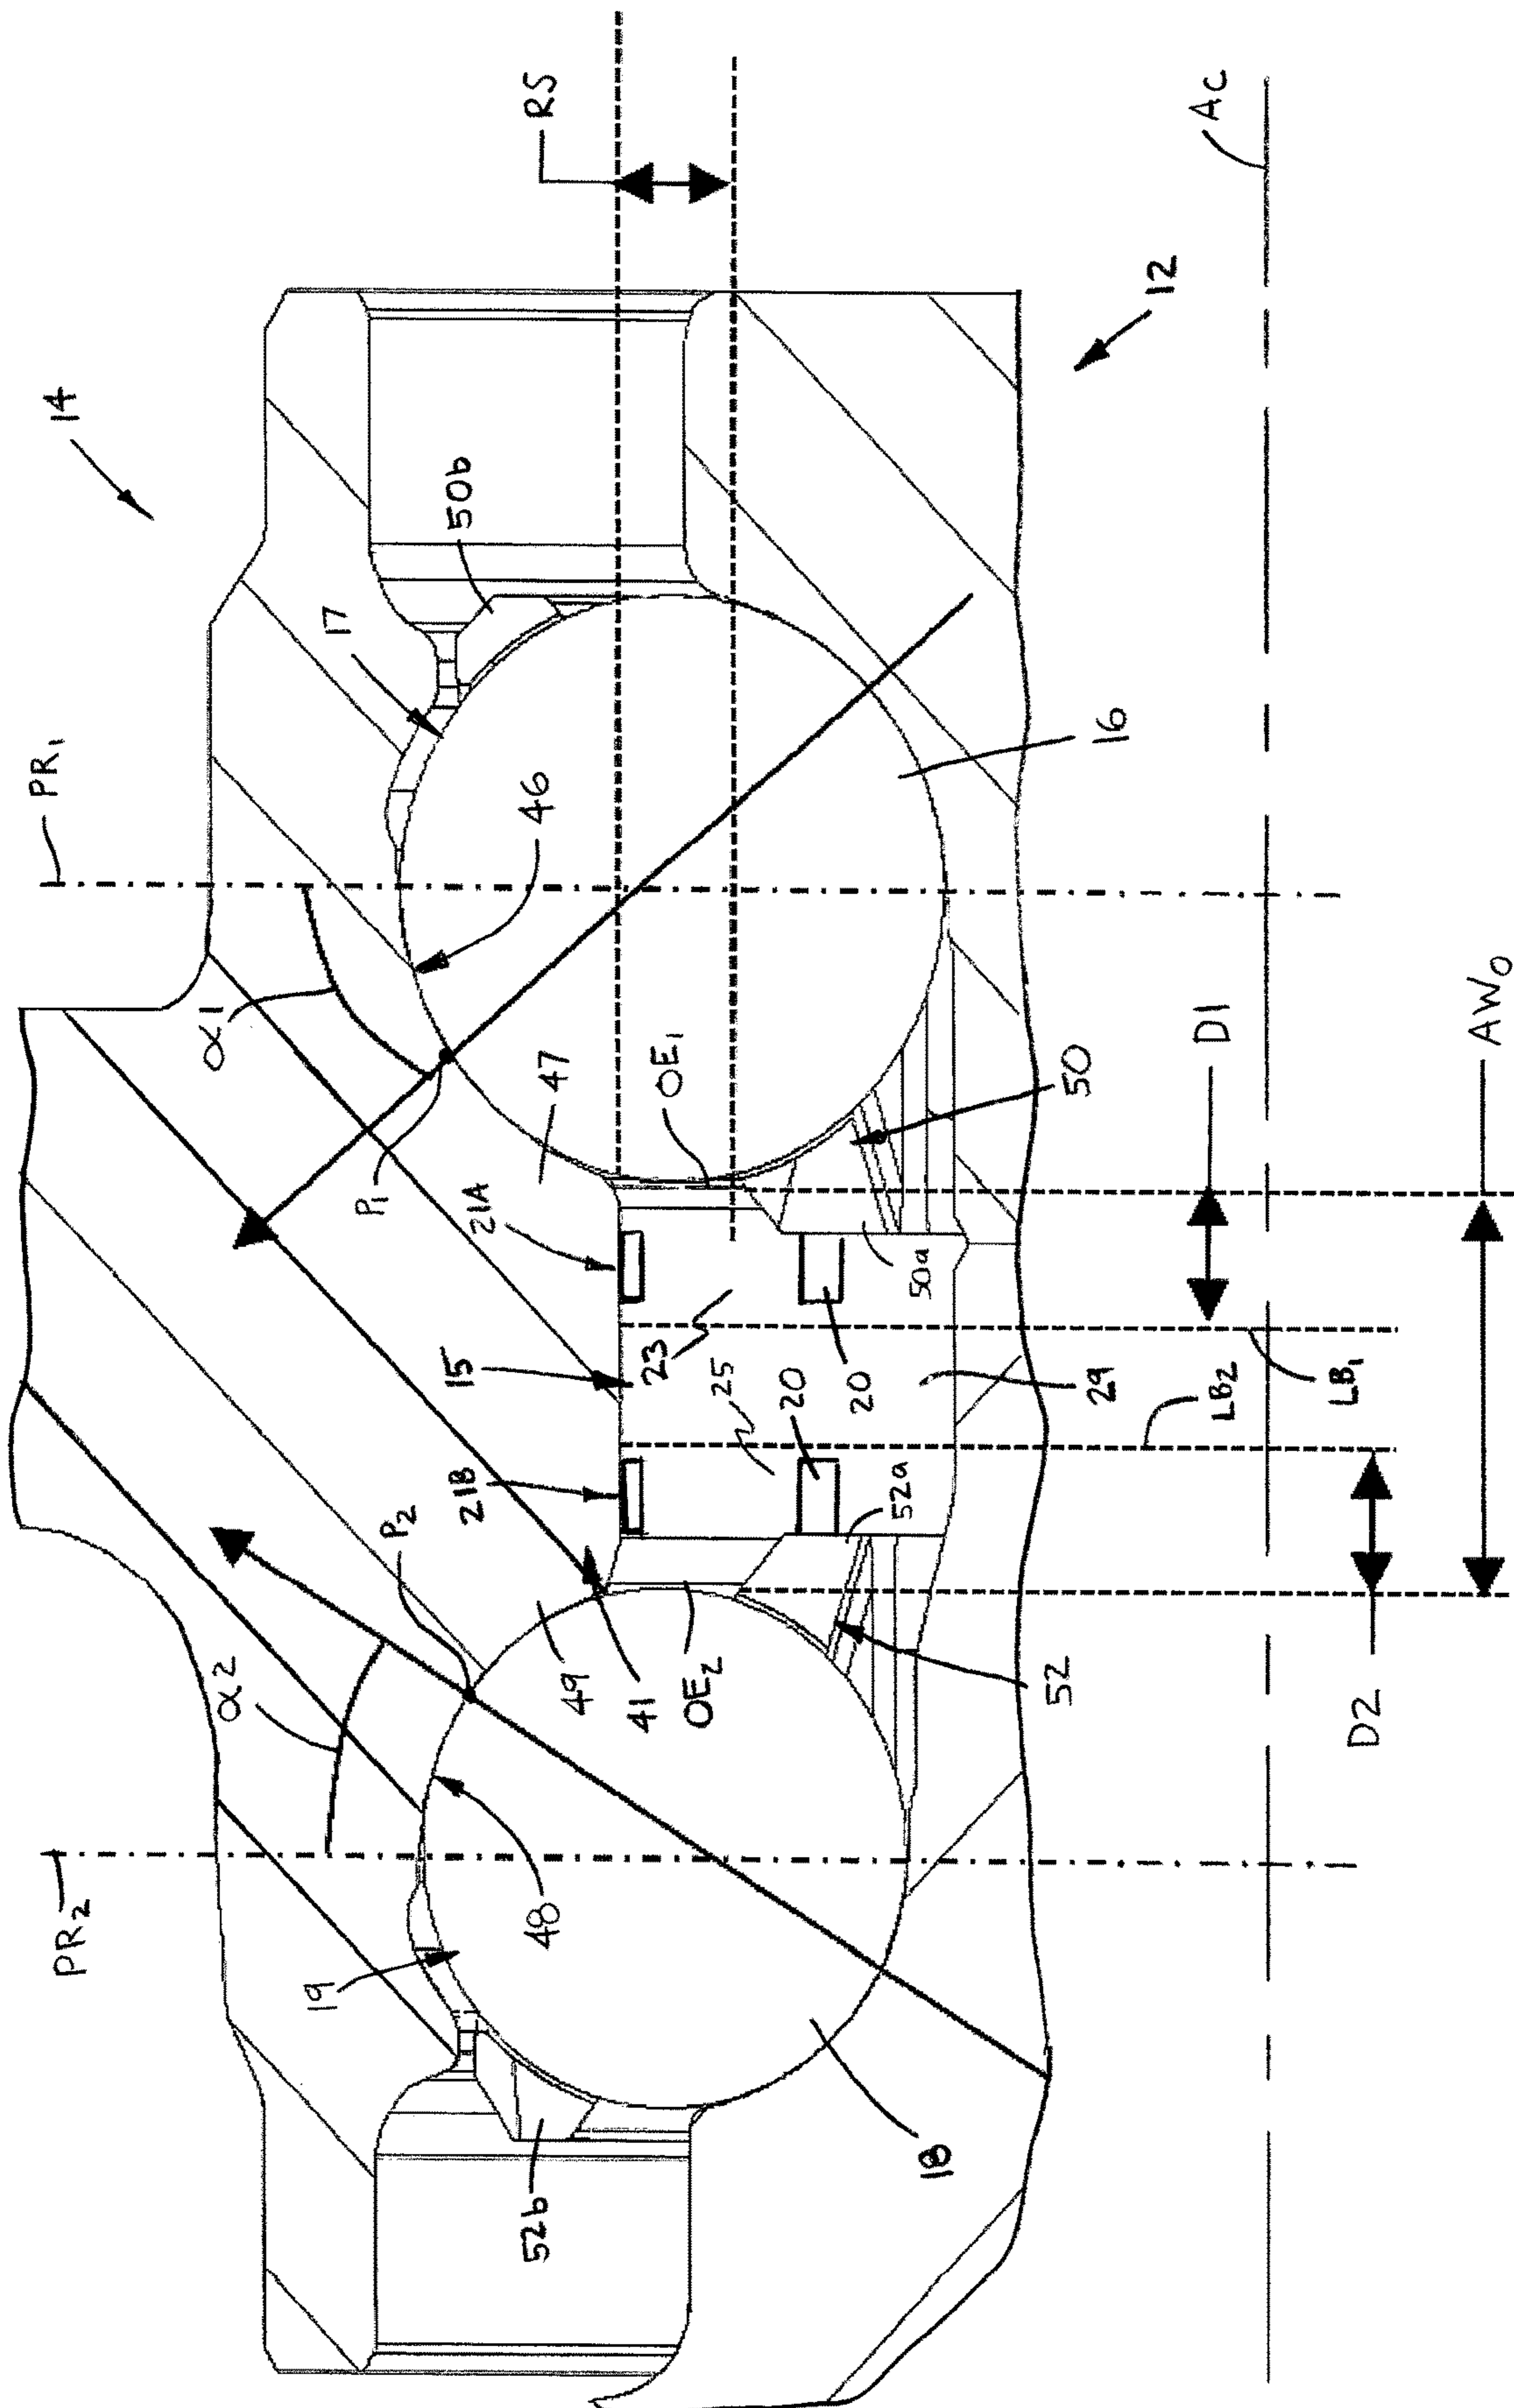 RS
AC
14
12
50b
17
PR₁
46
16
α1
47
OE₁
P₁
21A
50
50a
D1
AW₀
23
15
20
25
20
29
LB₁
LB₂
21B
P₂
52a
49
41
OE₂
52
D2
α2
48
PR₂
19
18
52b